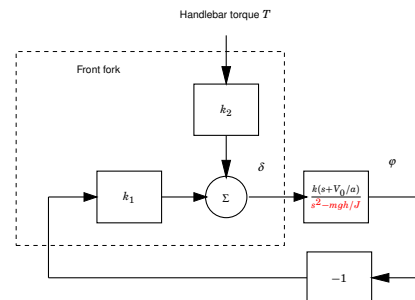 Handlebar torque T
Front fork
k₂
δ
φ
k₁
Σ
k(s+V₀/a)
s²−mgh/J
−1